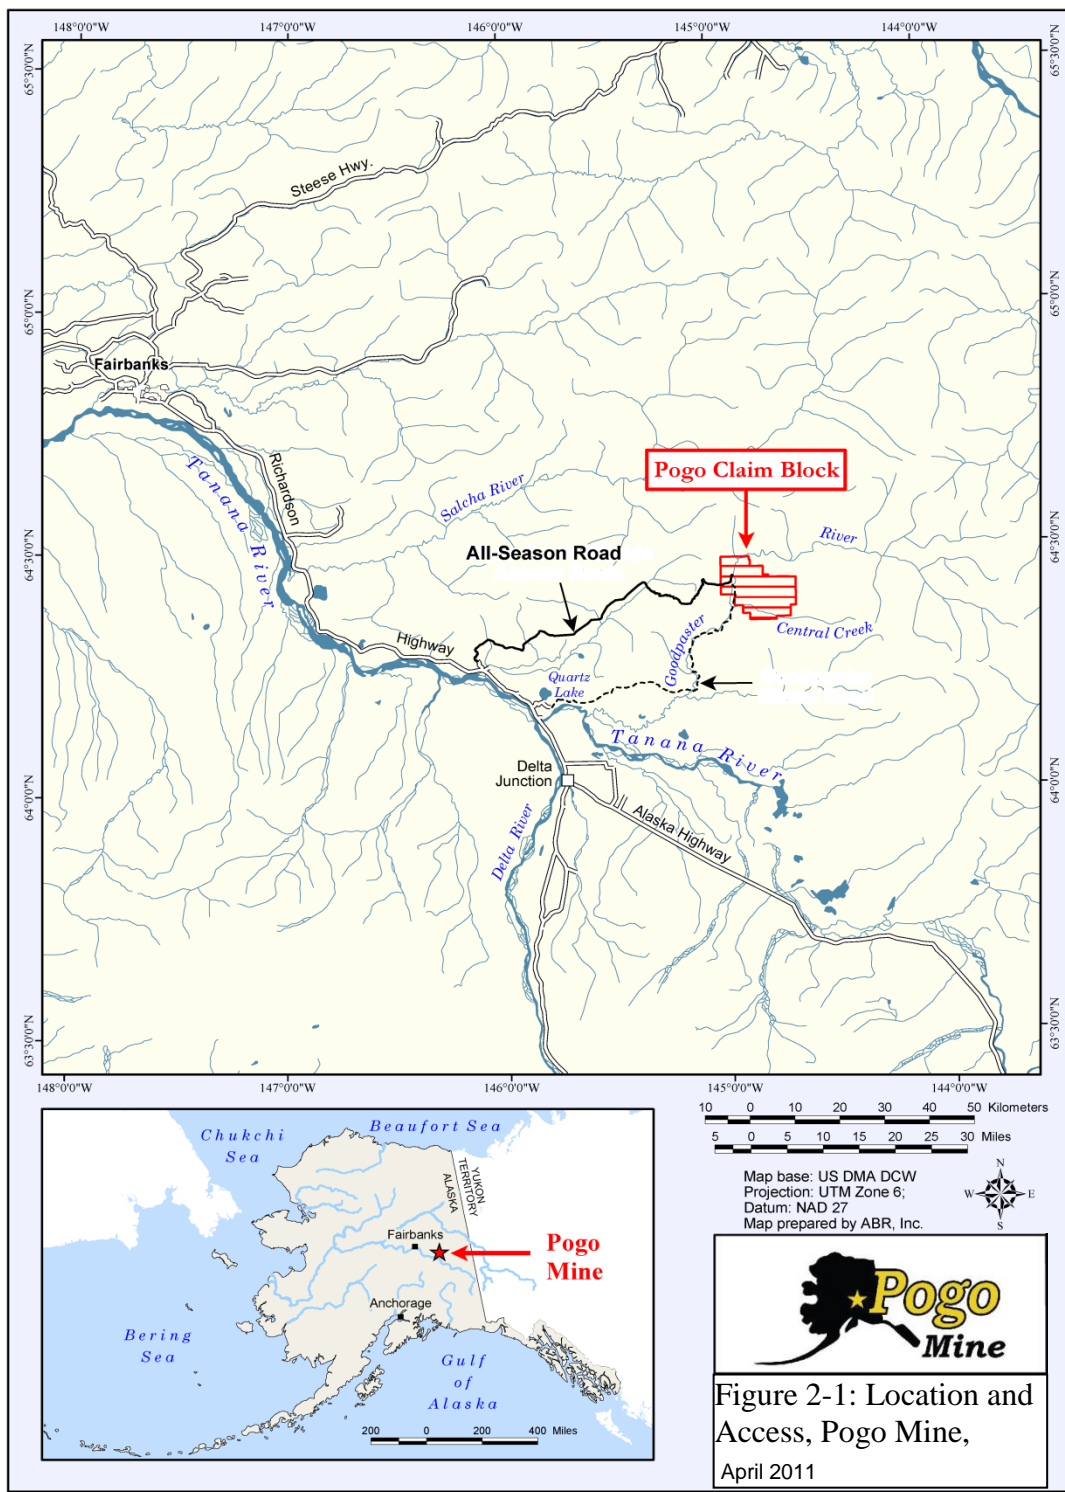 148°0'0"W
147°0'0"W
146°0'0"W
145°0'0"W
144°0'0"W
65°30'0"N
65°30'0"N
Steese Hwy.
65°0'0"N
65°0'0"N
Fairbanks
Tanana River
Richardson
Salcha River
Pogo Claim Block
River
64°30'0"N
64°30'0"N
All-Season Road
Goodpaster
Central Creek
Highway
Quartz
Lake
Tanana River
Delta
Junction
64°0'0"N
64°0'0"N
Delta River
Alaska Highway
63°30'0"N
63°30'0"N
148°0'0"W
147°0'0"W
146°0'0"W
145°0'0"W
144°0'0"W
10 0 10 20 30 40 50 Kilometers
5 0 5 10 15 20 25 30 Miles
Map base: US DMA DCW
Projection: UTM Zone 6;
Datum: NAD 27
Map prepared by ABR, Inc.
N
W E
S
Chukchi
Sea
Beaufort Sea
YUKON
TERRITORY
ALASKA
Fairbanks
Pogo
Mine
Anchorage
Bering
Sea
Gulf
of
Alaska
200 0 200 400 Miles
Pogo
Mine
Figure 2-1: Location and
Access, Pogo Mine,
April 2011